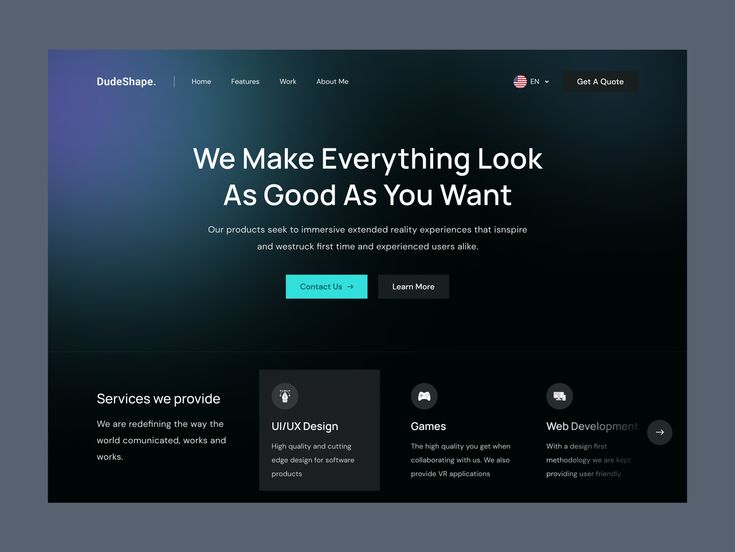 DudeShape.
Home
Features
Work
About Me
EN
Get A Quote
We Make Everything Look
As Good As You Want
Our products seek to immersive extended reality experiences that isnspire
and westruck first time and experienced users alike.
Contact Us →
Learn More
Services we provide
We are redefining the way the
world comunicated, works and
works.
UI/UX Design
High quality and cutting
edge design for software
products
Games
The high quality you get when
collaborating with us. We also
provide VR applications
Web Development
With a design first
methodology we are kept
providing user friendly